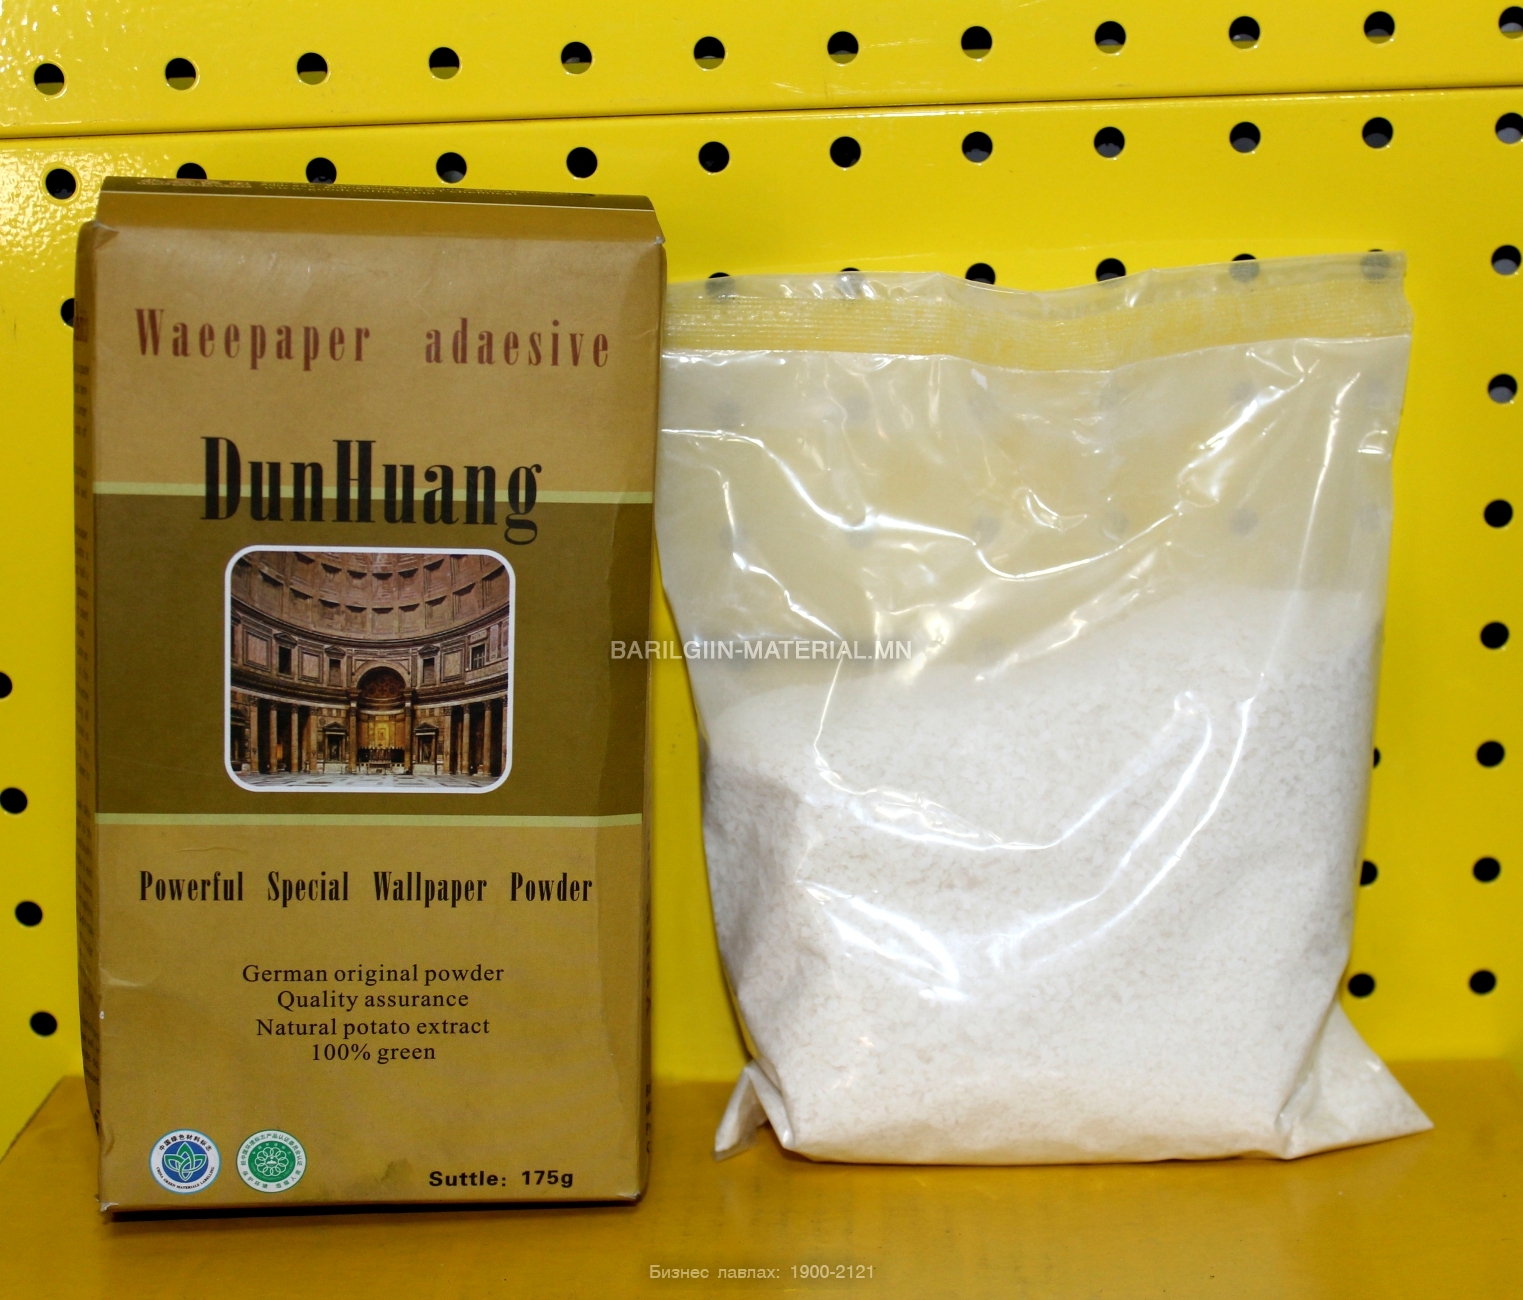 Waeepaper adaesive
DunHuang
BARILGIIN-MATERIAL.MN
Powerful Special Wallpaper Powder
German original powder
Quality assurance
Natural potato extract
100% green
Suttle: 175g
Бизнес лавлах: 1900-2121